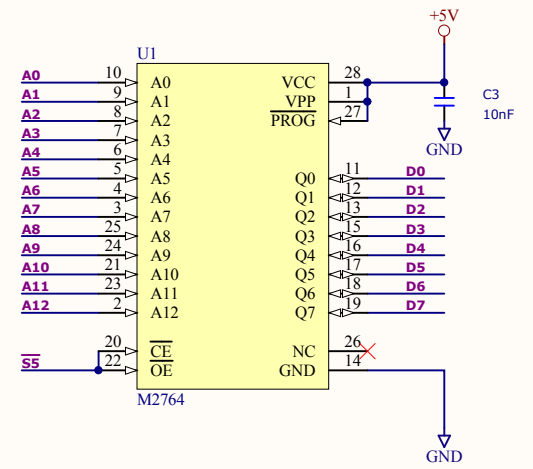 +5V
U1
A0 10 A0 VCC 28
A1 9 A1 VPP 1
A2 8 A2 PROG 27
A3 7 A3
A4 6 A4
A5 5 A5 Q0 11 D0
A6 4 A6 Q1 12 D1
A7 3 A7 Q2 13 D2
A8 25 A8 Q3 15 D3
A9 24 A9 Q4 16 D4
A10 21 A10 Q5 17 D5
A11 23 A11 Q6 18 D6
A12 2 A12 Q7 19 D7
20 CE NC 26
S5 22 OE GND 14
M2764
C3
10nF
GND
GND